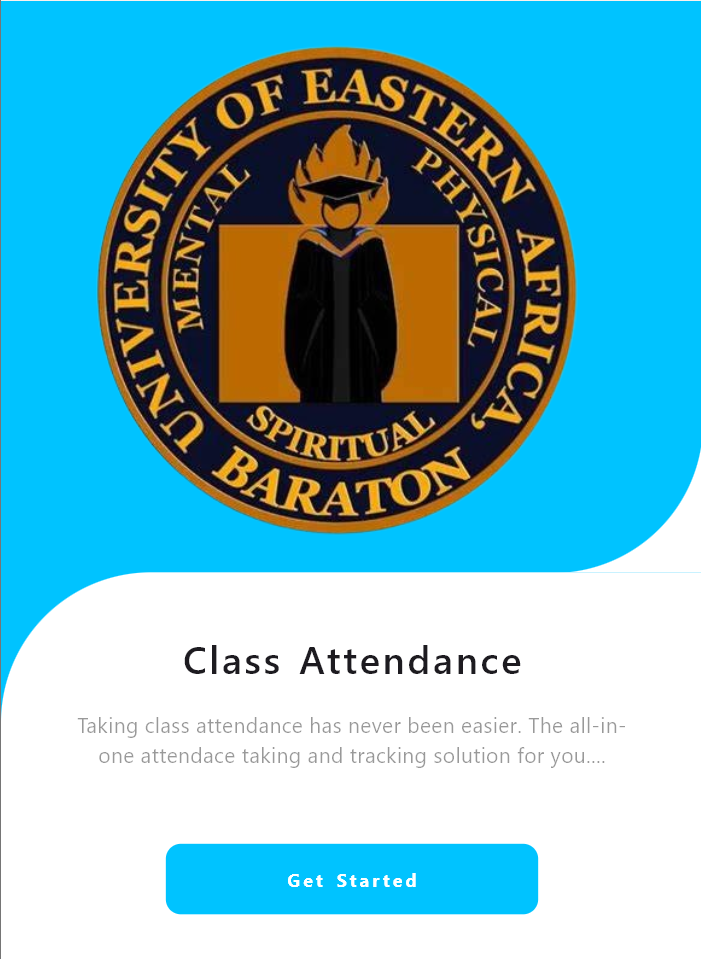 UNIVERSITY OF EASTERN AFRICA,
BARATON
MENTAL
PHYSICAL
SPIRITUAL
Class Attendance
Taking class attendance has never been easier. The all-in-
one attendace taking and tracking solution for you....
Get Started